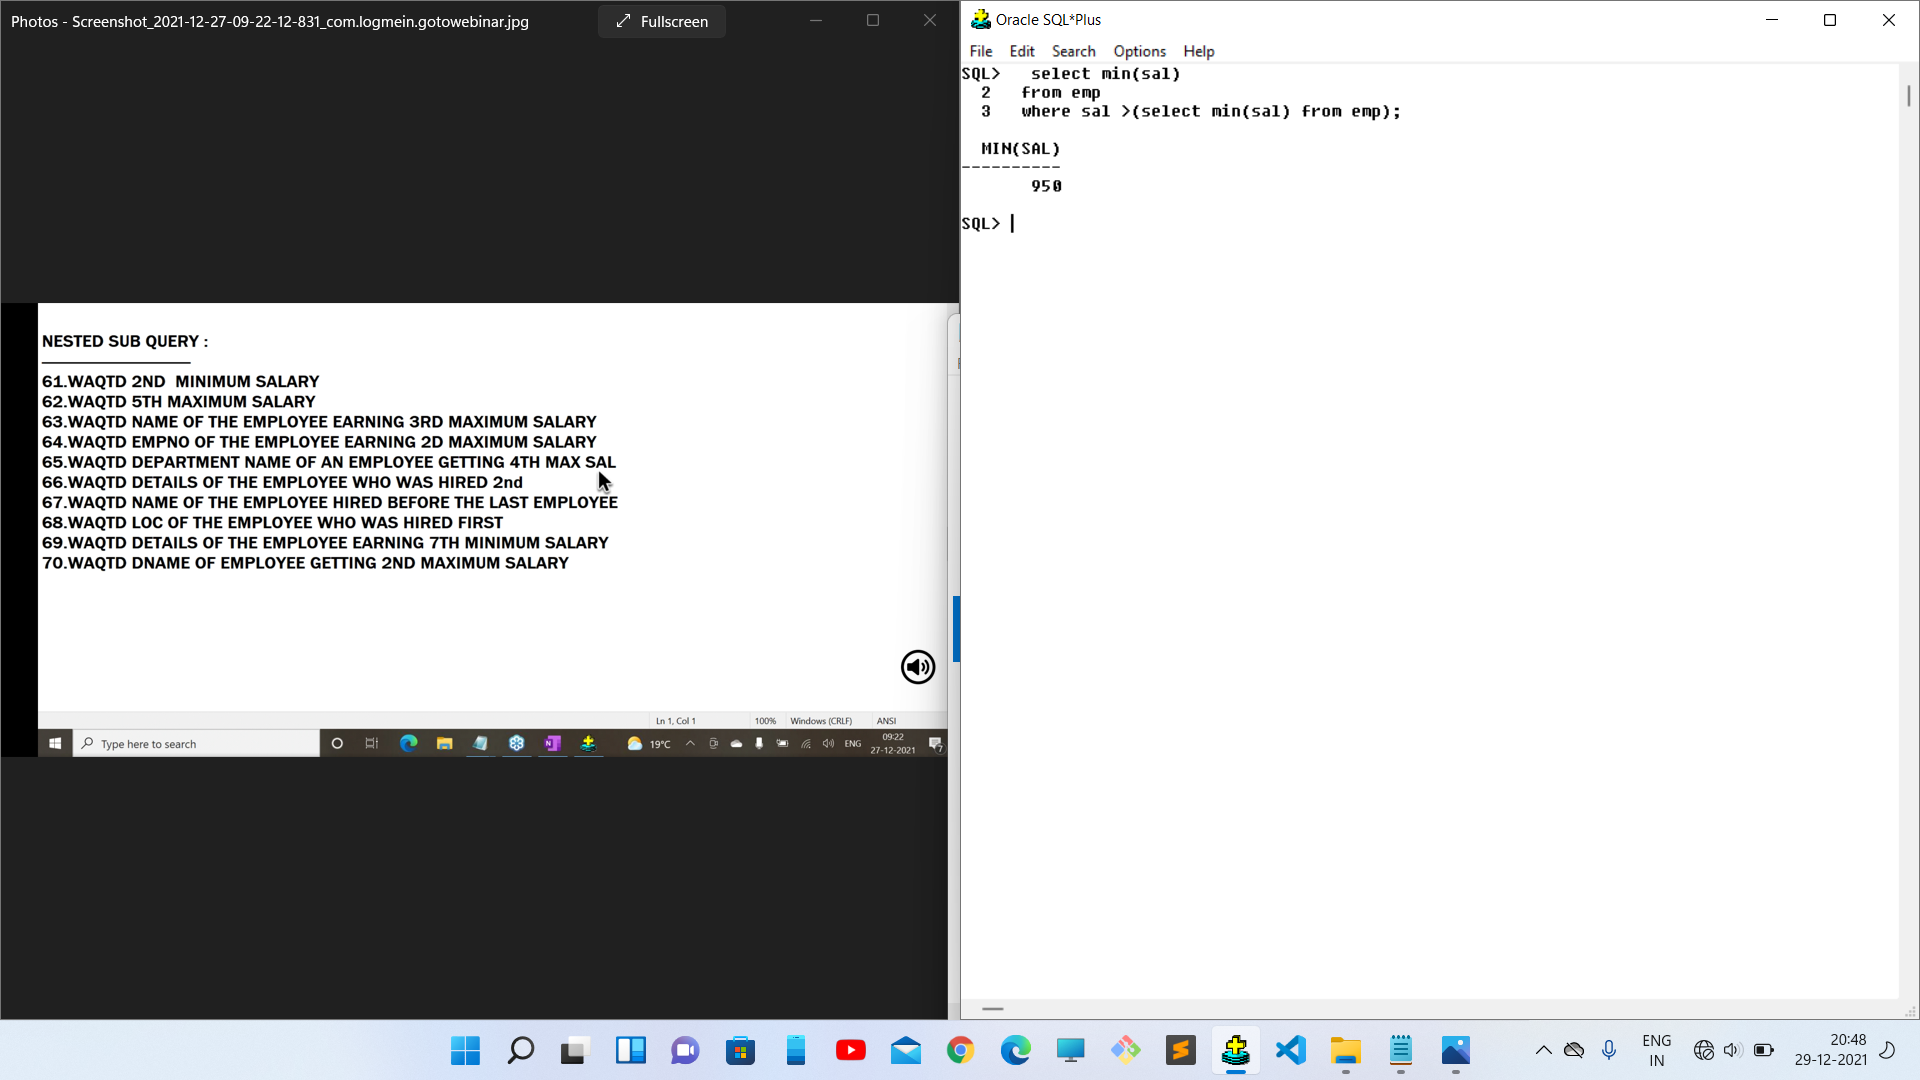 Photos - Screenshot_2021-12-27-09-22-12-831_com.logmein.gotowebinar.jpg
Fullscreen
NESTED SUB QUERY :
61.WAQTD 2ND  MINIMUM SALARY
62.WAQTD 5TH MAXIMUM SALARY
63.WAQTD NAME OF THE EMPLOYEE EARNING 3RD MAXIMUM SALARY
64.WAQTD EMPNO OF THE EMPLOYEE EARNING 2D MAXIMUM SALARY
65.WAQTD DEPARTMENT NAME OF AN EMPLOYEE GETTING 4TH MAX SAL
66.WAQTD DETAILS OF THE EMPLOYEE WHO WAS HIRED 2nd
67.WAQTD NAME OF THE EMPLOYEE HIRED BEFORE THE LAST EMPLOYEE
68.WAQTD LOC OF THE EMPLOYEE WHO WAS HIRED FIRST
69.WAQTD DETAILS OF THE EMPLOYEE EARNING 7TH MINIMUM SALARY
70.WAQTD DNAME OF EMPLOYEE GETTING 2ND MAXIMUM SALARY
Ln 1, Col 1 100% Windows (CRLF) ANSI
Type here to search 19°C ENG 09:22
27-12-2021 7
Oracle SQL*Plus
File Edit Search Options Help
SQL>   select min(sal)
  2   from emp
  3   where sal >(select min(sal) from emp);
  MIN(SAL)
----------
       950
SQL>
ENG
IN
20:48
29-12-2021